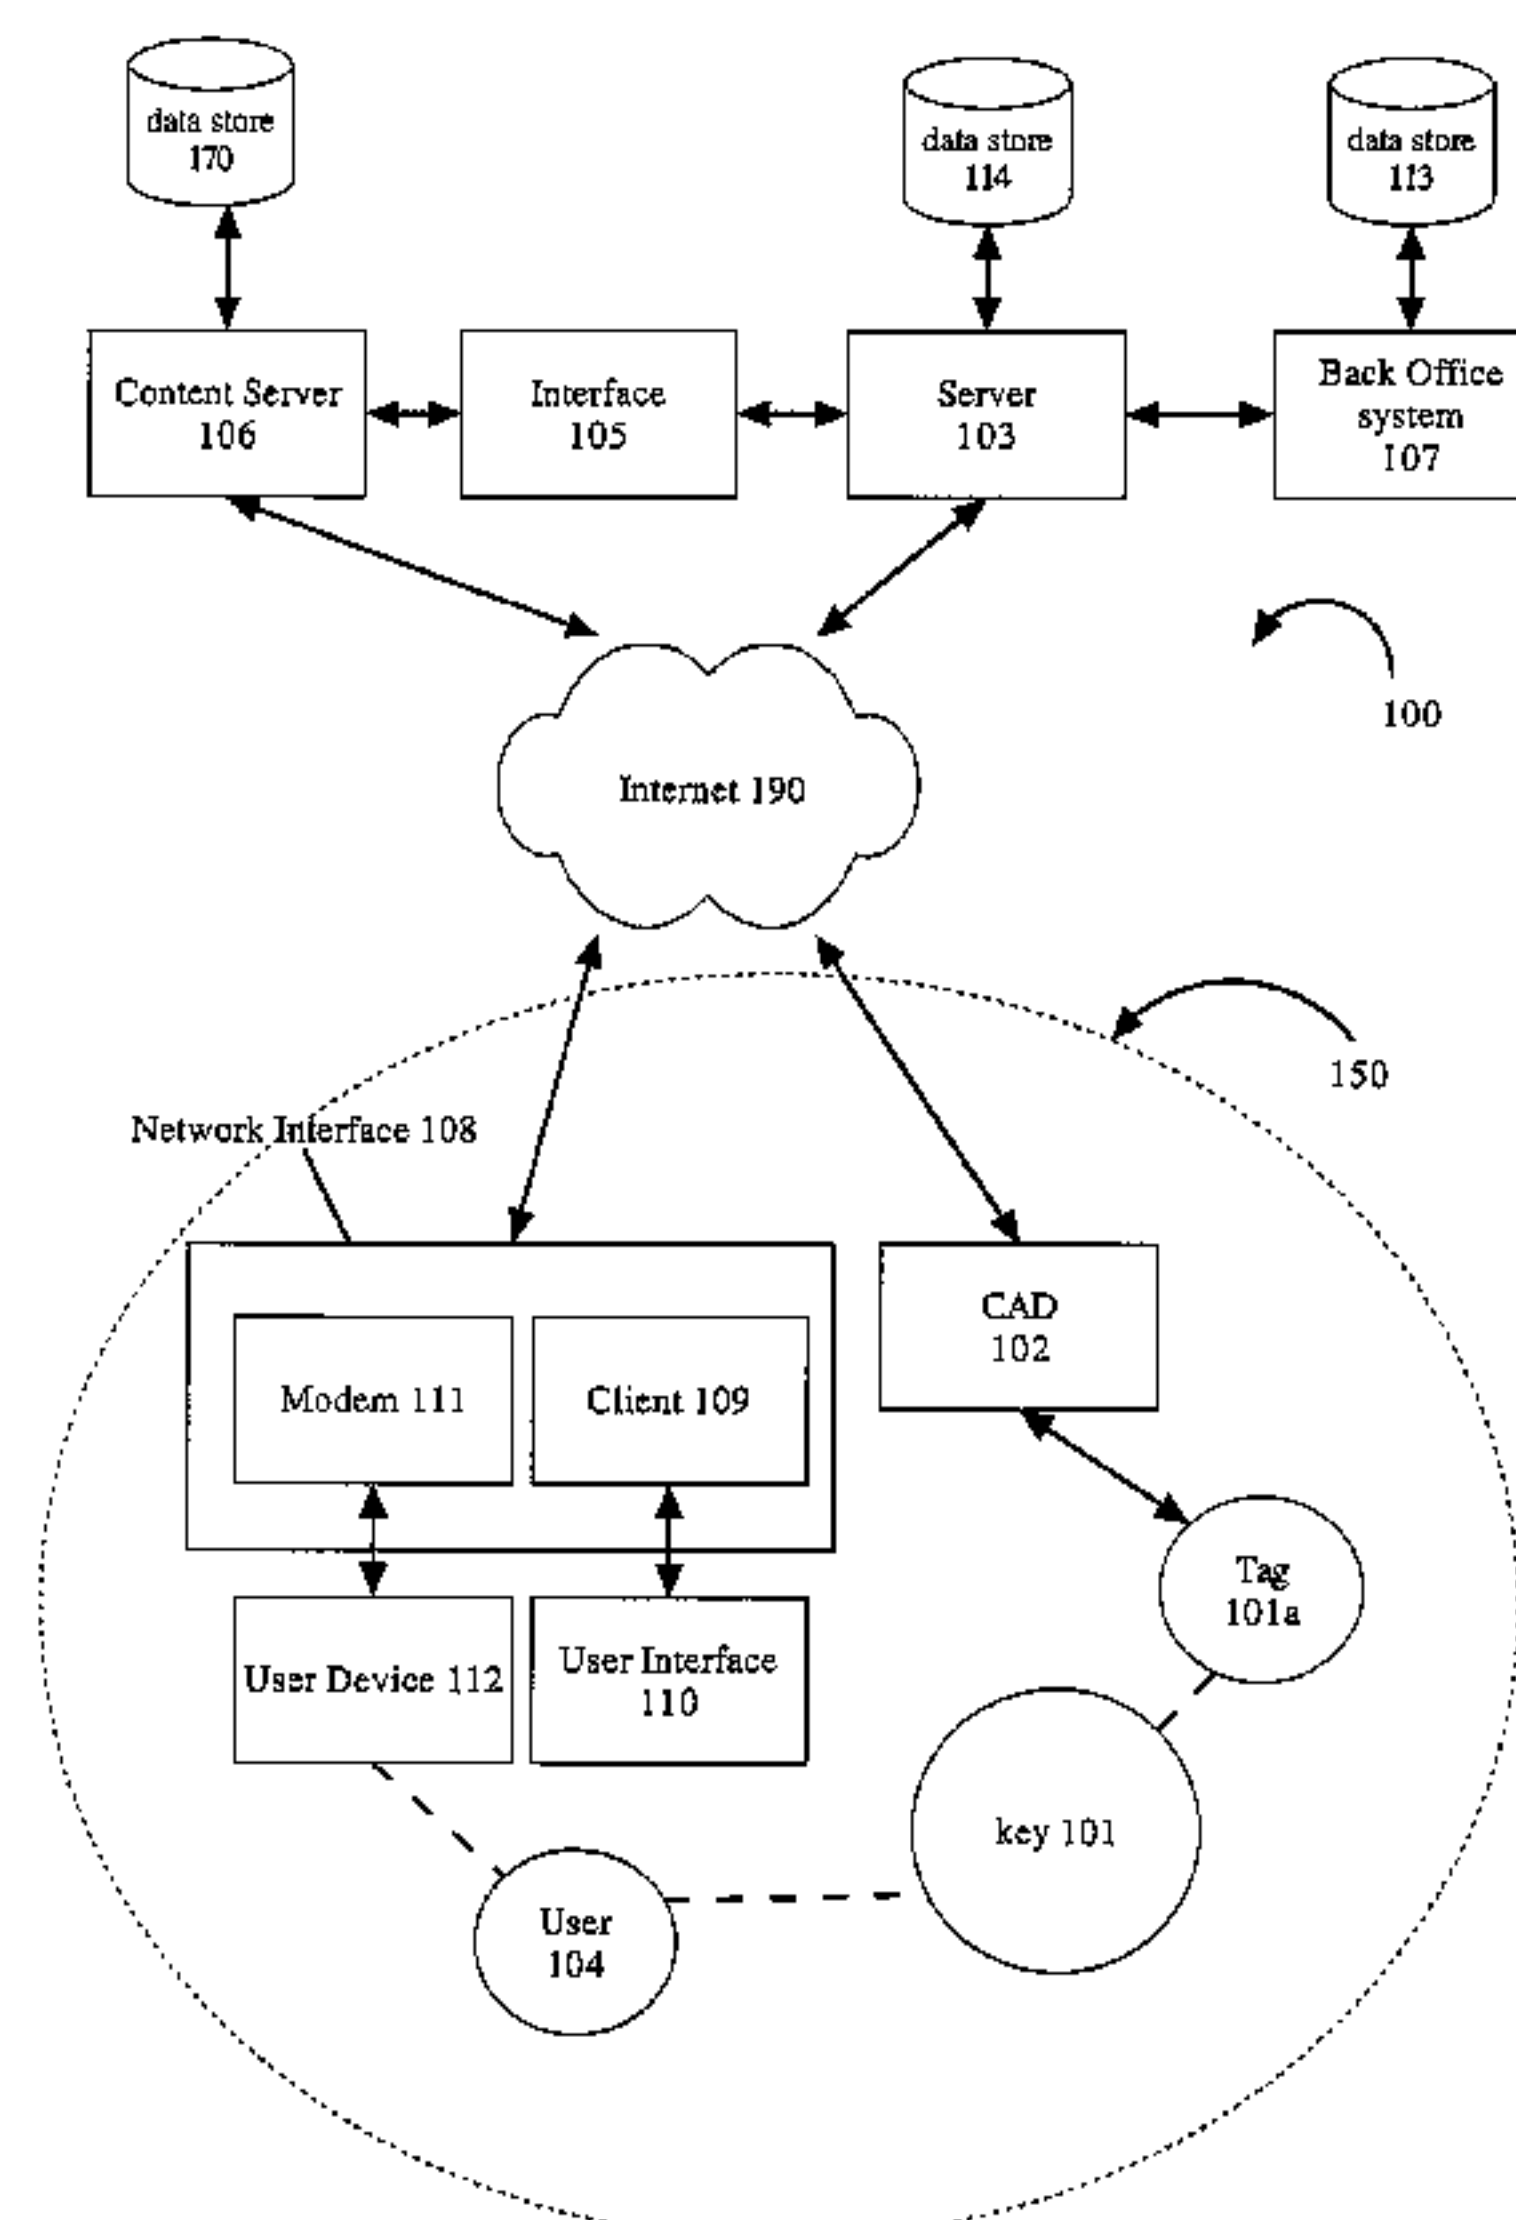 data store
170
data store
114
data store
113
Content Server
106
Interface
105
Server
103
Back Office
system
107
100
Internet 190
150
Network Interface 108
CAD
102
Modem 111
Client 109
Tag
101a
User Device 112
User Interface
110
key 101
User
104